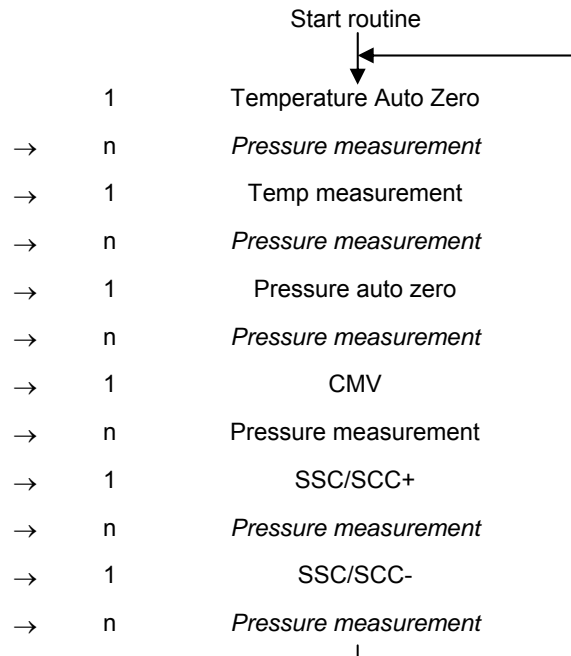 Start routine
1 Temperature Auto Zero
→ n Pressure measurement
→ 1 Temp measurement
→ n Pressure measurement
→ 1 Pressure auto zero
→ n Pressure measurement
→ 1 CMV
→ n Pressure measurement
→ 1 SSC/SCC+
→ n Pressure measurement
→ 1 SSC/SCC-
→ n Pressure measurement